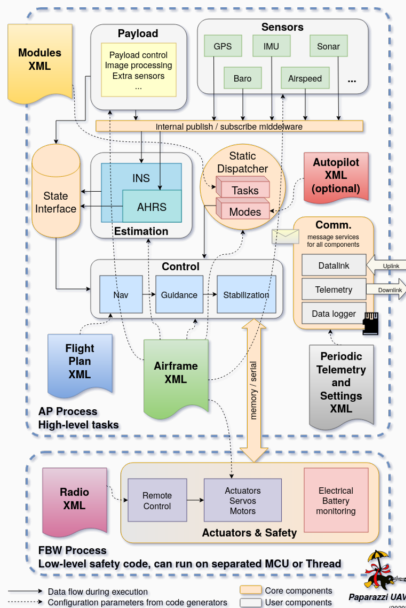 Modules
XML
Payload
Payload control
Image processing
Extra sensors
...
Sensors
GPS
IMU
Sonar
Baro
Airspeed
...
Internal publish / subscribe middleware
State
Interface
INS
AHRS
Estimation
Static
Dispatcher
Tasks
Modes
Autopilot
XML
(optional)
Comm.
message services
for all components
Datalink
Telemetry
Data logger
Uplink
Downlink
Control
Nav
Guidance
Stabilization
Flight
Plan
XML
Airframe
XML
memory / serial
Periodic
Telemetry
and
Settings
XML
AP Process
High-level tasks
Radio
XML
Remote
Control
Actuators
Servos
Motors
Electrical
Battery
monitoring
Actuators & Safety
FBW Process
Low-level safety code, can run on separated MCU or Thread
Data flow during execution
Configuration parameters from code generators
Core components
User components
Paparazzi UAV